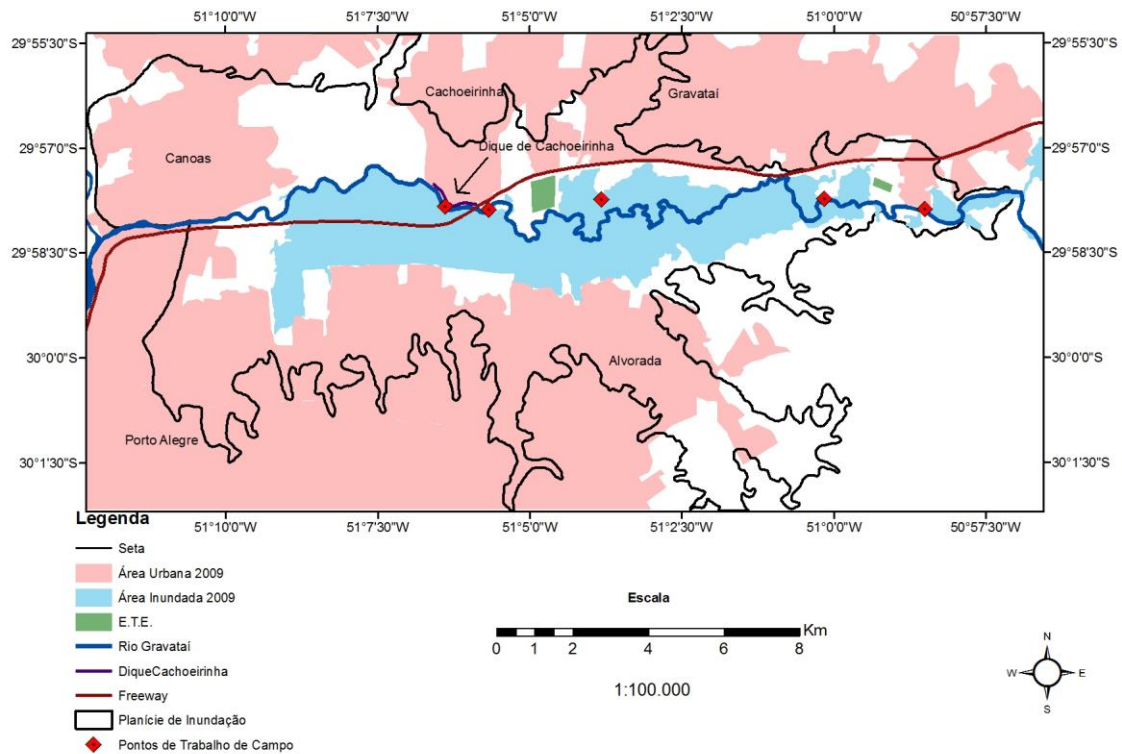 51°10'0"W 51°7'30"W 51°5'0"W 51°2'30"W 51°0'0"W 50°57'30"W
29°55'30"S 29°55'30"S
Cachoeirinha Gravataí
Dique de Cachoeirinha
29°57'0"S 29°57'0"S
Canoas
29°58'30"S 29°58'30"S
30°0'0"S Alvorada 30°0'0"S
Porto Alegre
30°1'30"S 30°1'30"S
51°10'0"W 51°7'30"W 51°5'0"W 51°2'30"W 51°0'0"W 50°57'30"W
Legenda
Seta
Área Urbana 2009
Área Inundada 2009
E.T.E.
Rio Gravataí
DiqueCachoeirinha
Freeway
Planície de Inundação
Pontos de Trabalho de Campo
Escala
Km
0 1 2 4 6 8
1:100.000
N
W E
S